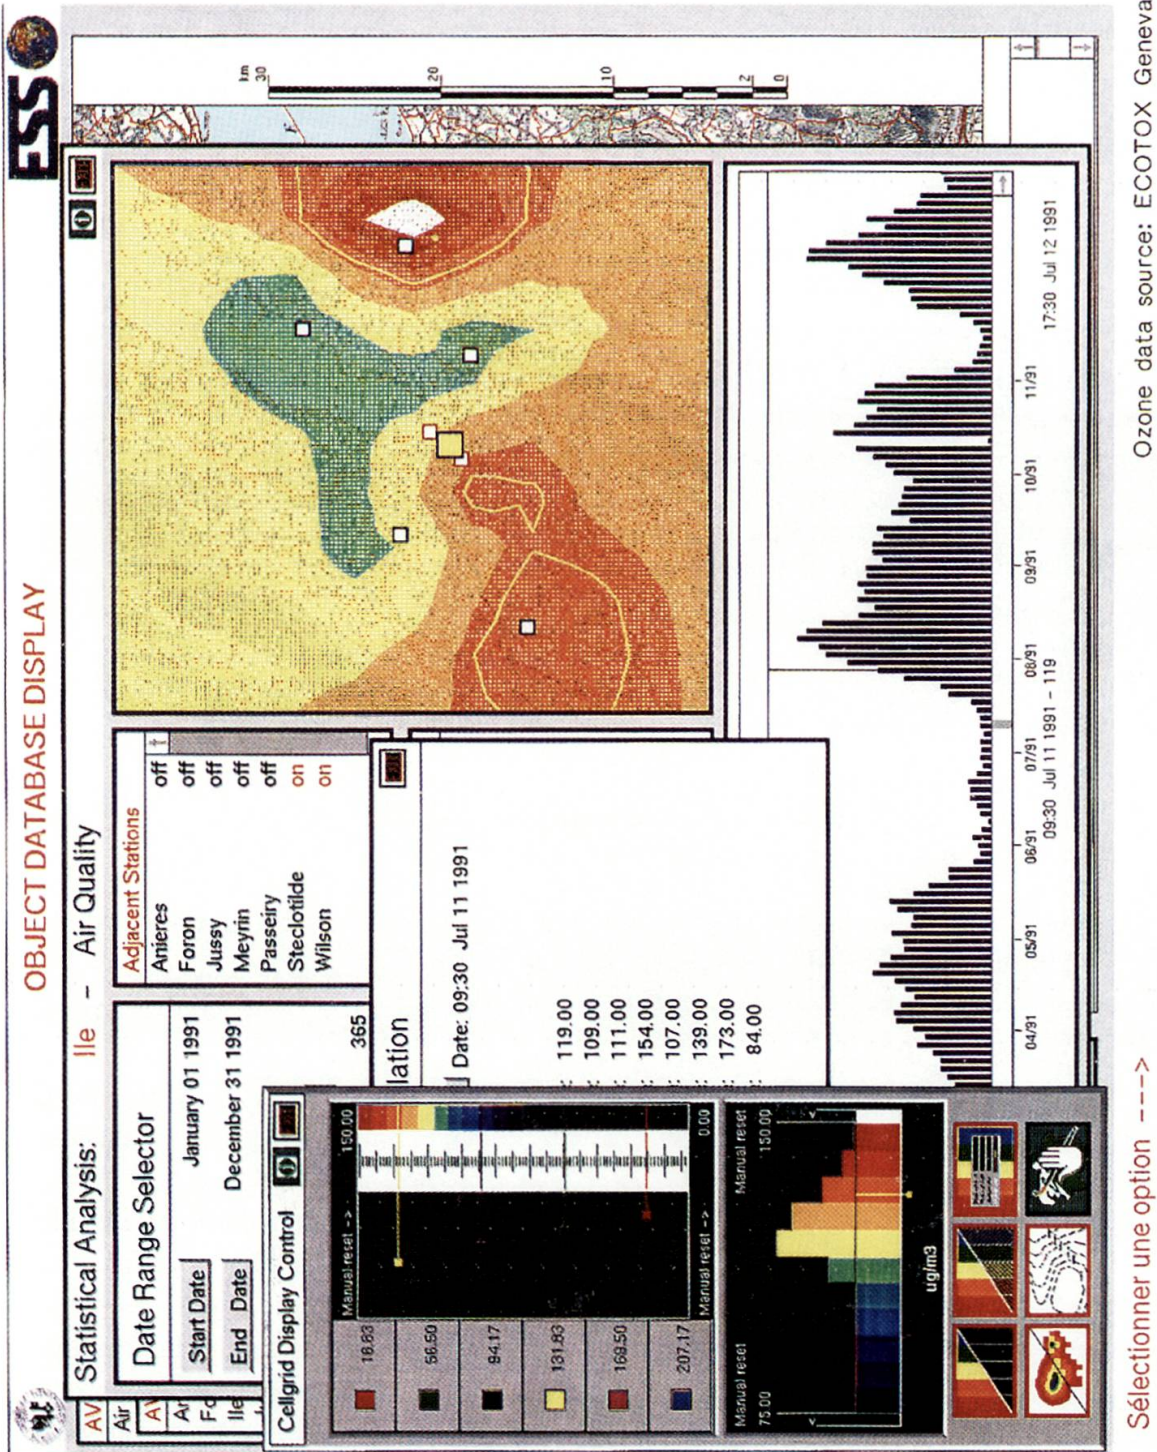 OBJECT DATABASE DISPLAY
ESS
Statistical Analysis: Ile - Air Quality
AV
Air
AV
Ar
Fo
Ile
Date Range Selector
Start Date January 01 1991
End Date December 31 1991
365
Adjacent Stations
Anieres off
Foron off
Jussy off
Meyrin off
Passeiry off
Steclotilde on
Wilson on
km
30
20
10
2
0
lation
Date: 09:30 Jul 11 1991
: 119.00
: 109.00
: 111.00
: 154.00
: 107.00
: 139.00
: 173.00
: 84.00
Cellgrid Display Control
18.83
56.50
94.17
131.83
169.50
207.17
Manual reset --> 150.00
Manual reset --> 0.00
Manual reset Manual reset
75.00 150.00
ug/m3
04/91 05/91 06/91 07/91 08/91 09/91 10/91 11/91
09:30 Jul 11 1991 - 119 17:30 Jul 12 1991
Sélectionner une option ---->
Ozone data source: ECOTOX Geneva